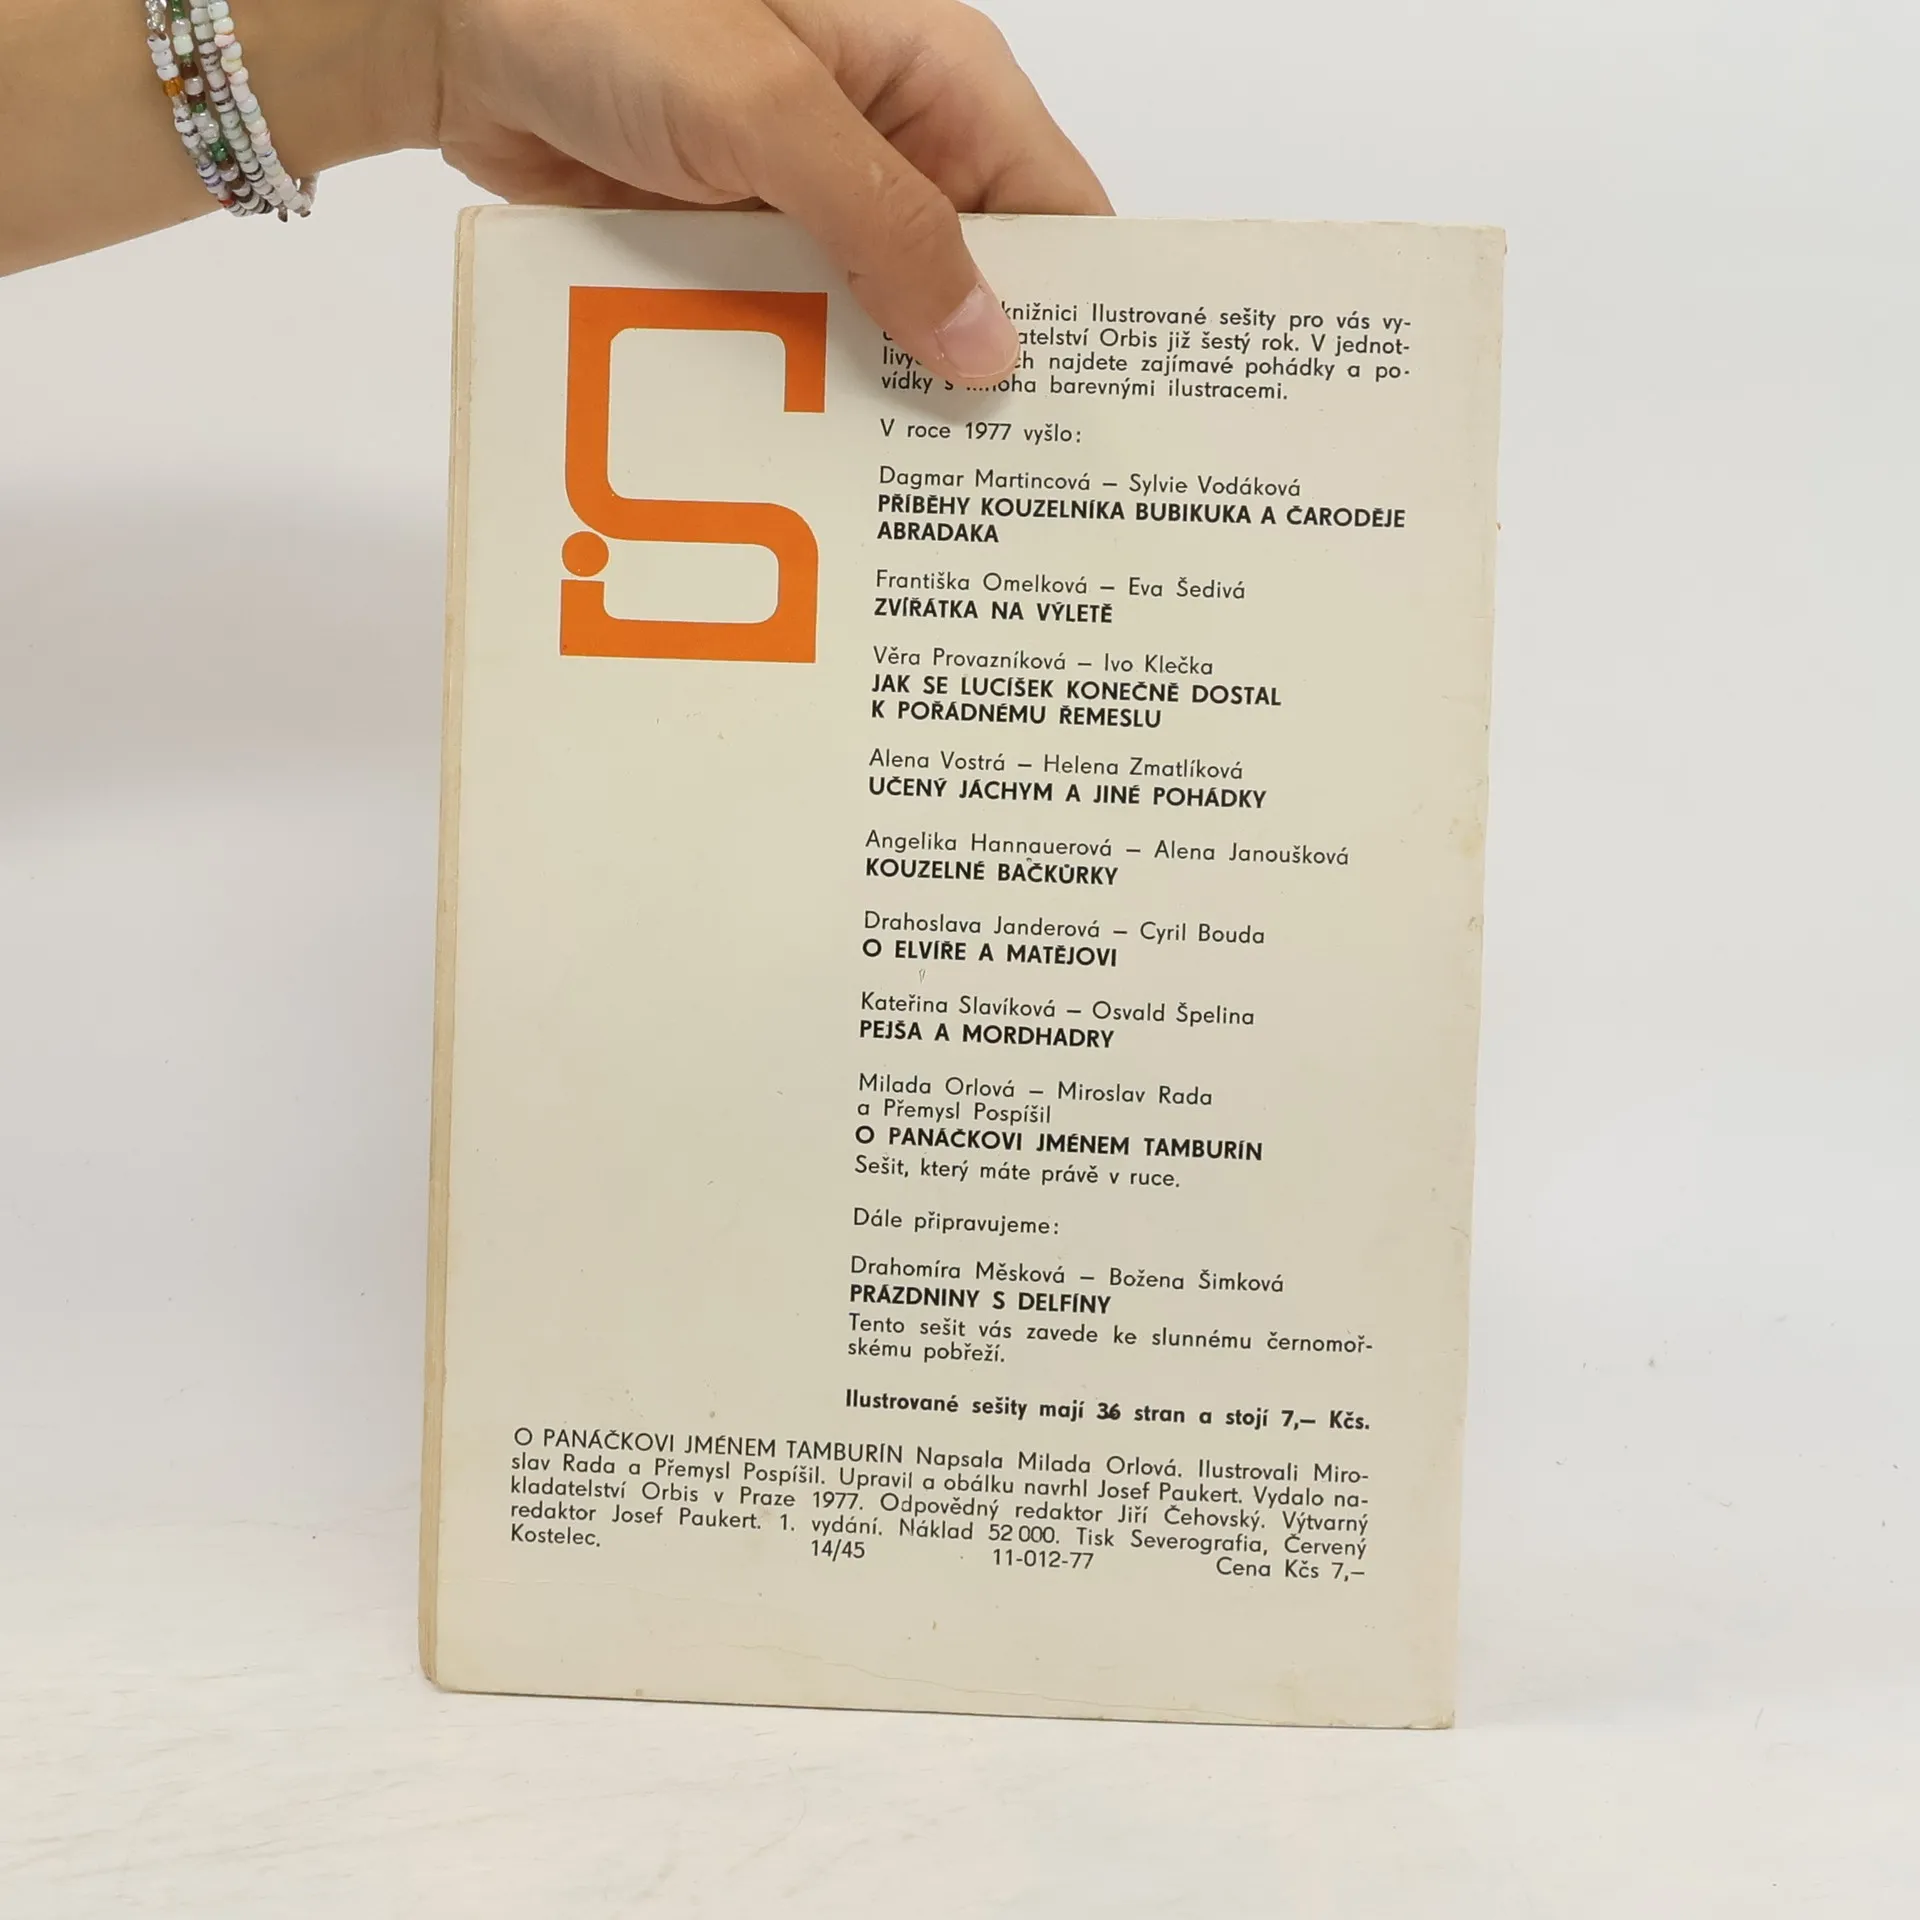 knižnici Ilustrované sešity pro vás vy-
Orbis již šestý rok. V jednot-
najdete zajímavé pohádky a po-
vídky s barevnými ilustracemi.
V roce 1977 vyšlo:
Dagmar Martincová – Sylvie Vodáková
PŘÍBĚHY KOUZELNÍKA BUBIKUKA A ČARODĚJE
ABRADAKA
Františka Omelková – Eva Šedivá
ZVÍŘÁTKA NA VÝLETĚ
Věra Provazníková – Ivo Klečka
JAK SE LUCÍŠEK KONEČNĚ DOSTAL
K POŘÁDNÉMU ŘEMESLU
Alena Vostrá – Helena Zmatlíková
UČENÝ JÁCHYM A JINÉ POHÁDKY
Angelika Hannauerová – Alena Janoušková
KOUZELNÉ BAČKŮRKY
Drahoslava Janderová – Cyril Bouda
O ELVÍŘE A MATĚJOVI
Kateřina Slavíková – Osvald Špelina
PEJŠA A MORDHADRY
Milada Orlová – Miroslav Rada
a Přemysl Pospíšil
O PANÁČKOVI JMÉNEM TAMBURÍN
Sešit, který máte právě v ruce.
Dále připravujeme:
Drahomíra Měsková – Božena Šimková
PRÁZDNINY S DELFÍNY
Tento sešit vás zavede ke slunnému černomoř-
skému pobřeží.
Ilustrované sešity mají 36 stran a stojí 7,– Kčs.
O PANÁČKOVI JMÉNEM TAMBURÍN Napsala Milada Orlová. Ilustrovali Miro-
slav Rada a Přemysl Pospíšil. Upravil a obálku navrhl Josef Paukert. Vydalo na-
kladatelství Orbis v Praze 1977. Odpovědný redaktor Jiří Čehovský. Výtvarný
redaktor Josef Paukert. 1. vydání. Náklad 52 000. Tisk Severografia, Červený
Kostelec. 14/45 11-012-77 Cena Kčs 7,–